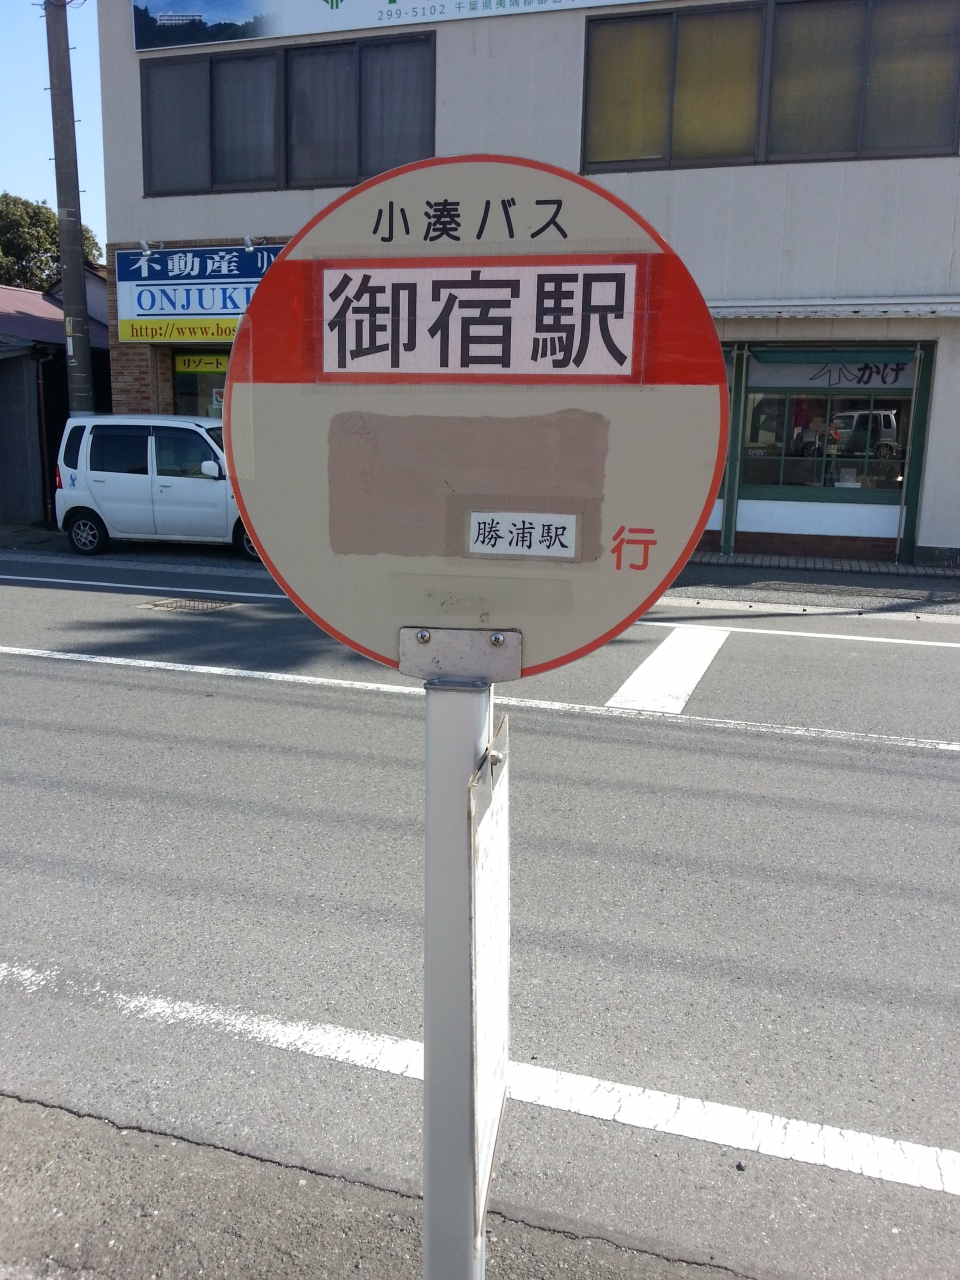 299-5102 千葉県夷隅郡御宿
不動産
ONJUKU
http://www.bos
リゾート
小湊バス
御宿駅
勝浦駅
行
かげ